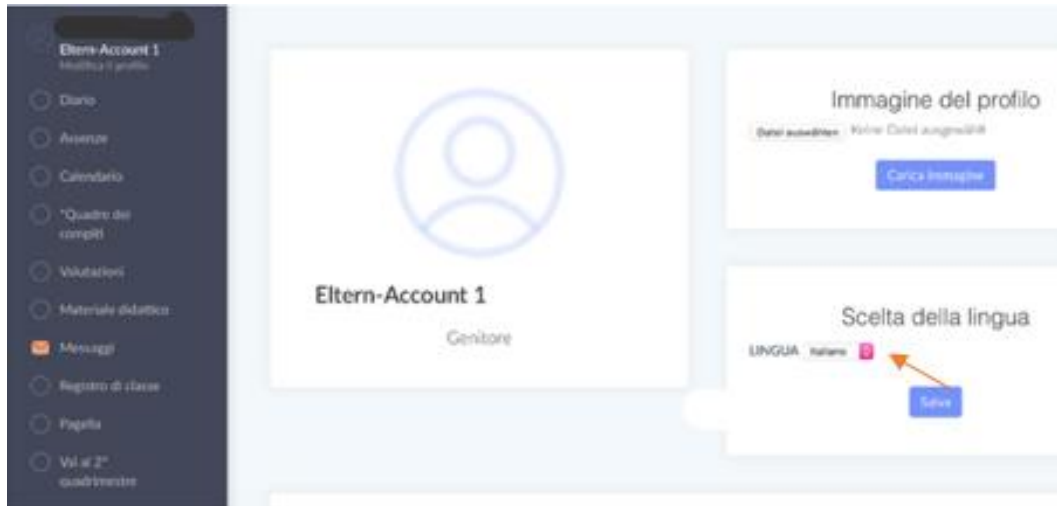 Eltern-Account 1
Modifica il profilo
Diario
Assenze
Calendario
*Quadro dei
compiti
Valutazioni
Materiale didattico
Messaggi
Registro di classe
Pagella
Vai al 2°
quadrimestre
Eltern-Account 1
Genitore
Immagine del profilo
Datei auswählen Keine Datei ausgewählt
Carica Immagine
Scelta della lingua
LINGUA Italiano
Salva